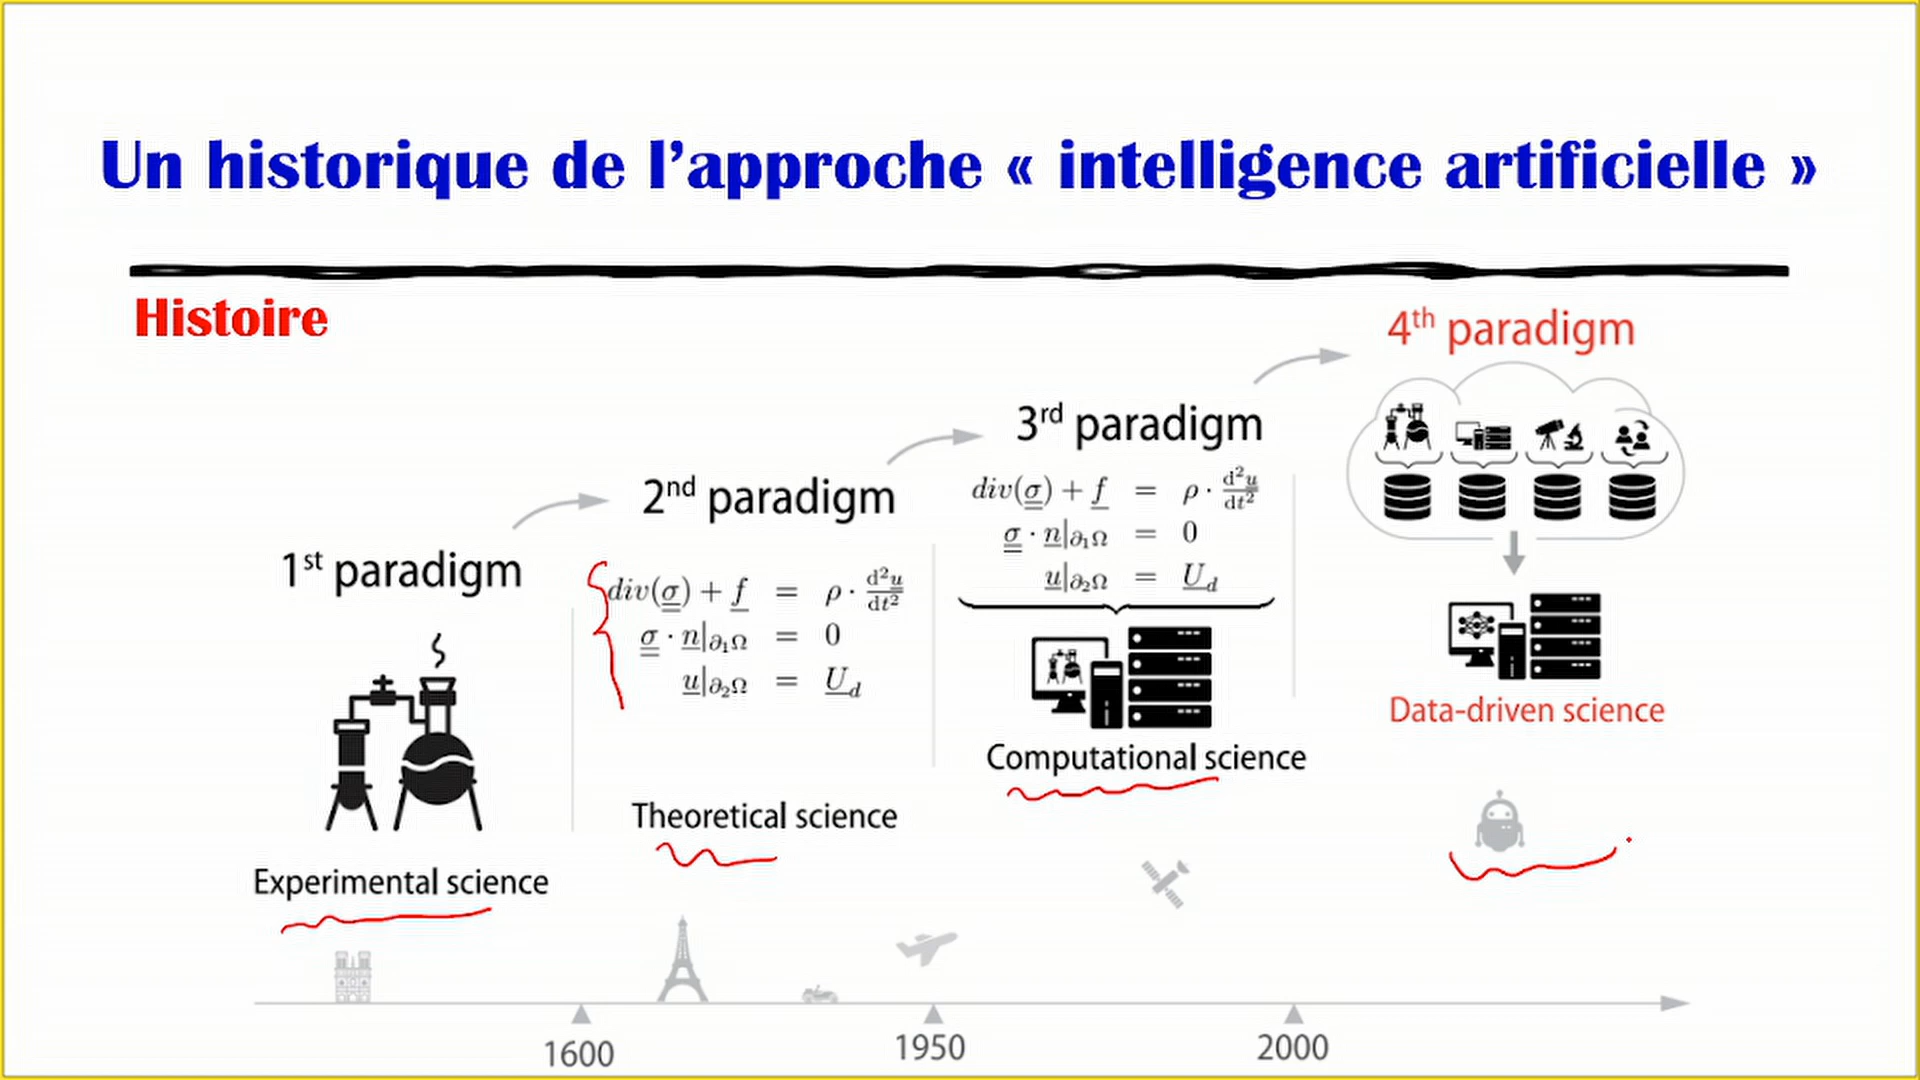 Un historique de l’approche « intelligence artificielle »
Histoire
1st paradigm
Experimental science
2nd paradigm
div(σ) + f = ρ · d²u/dt²
σ · n|∂₁Ω = 0
u|∂₂Ω = U_d
Theoretical science
3rd paradigm
div(σ) + f = ρ · d²u/dt²
σ · n|∂₁Ω = 0
u|∂₂Ω = U_d
Computational science
4th paradigm
Data-driven science
1600
1950
2000